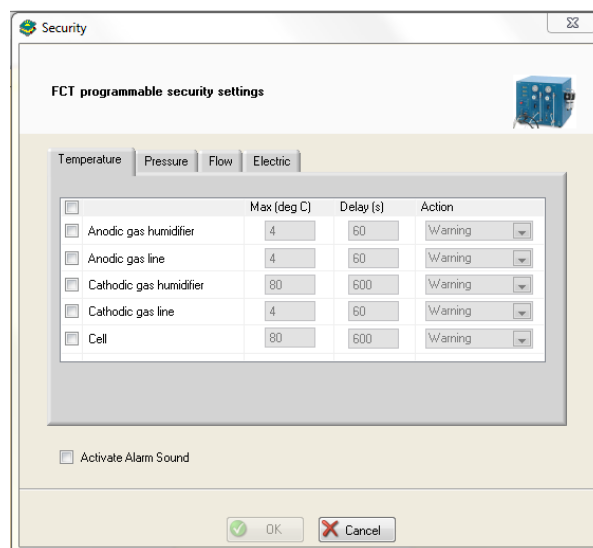 Security
FCT programmable security settings
Temperature Pressure Flow Electric
Max (deg C) Delay (s) Action
Anodic gas humidifier 4 60 Warning
Anodic gas line 4 60 Warning
Cathodic gas humidifier 80 600 Warning
Cathodic gas line 4 60 Warning
Cell 80 600 Warning
Activate Alarm Sound
OK Cancel